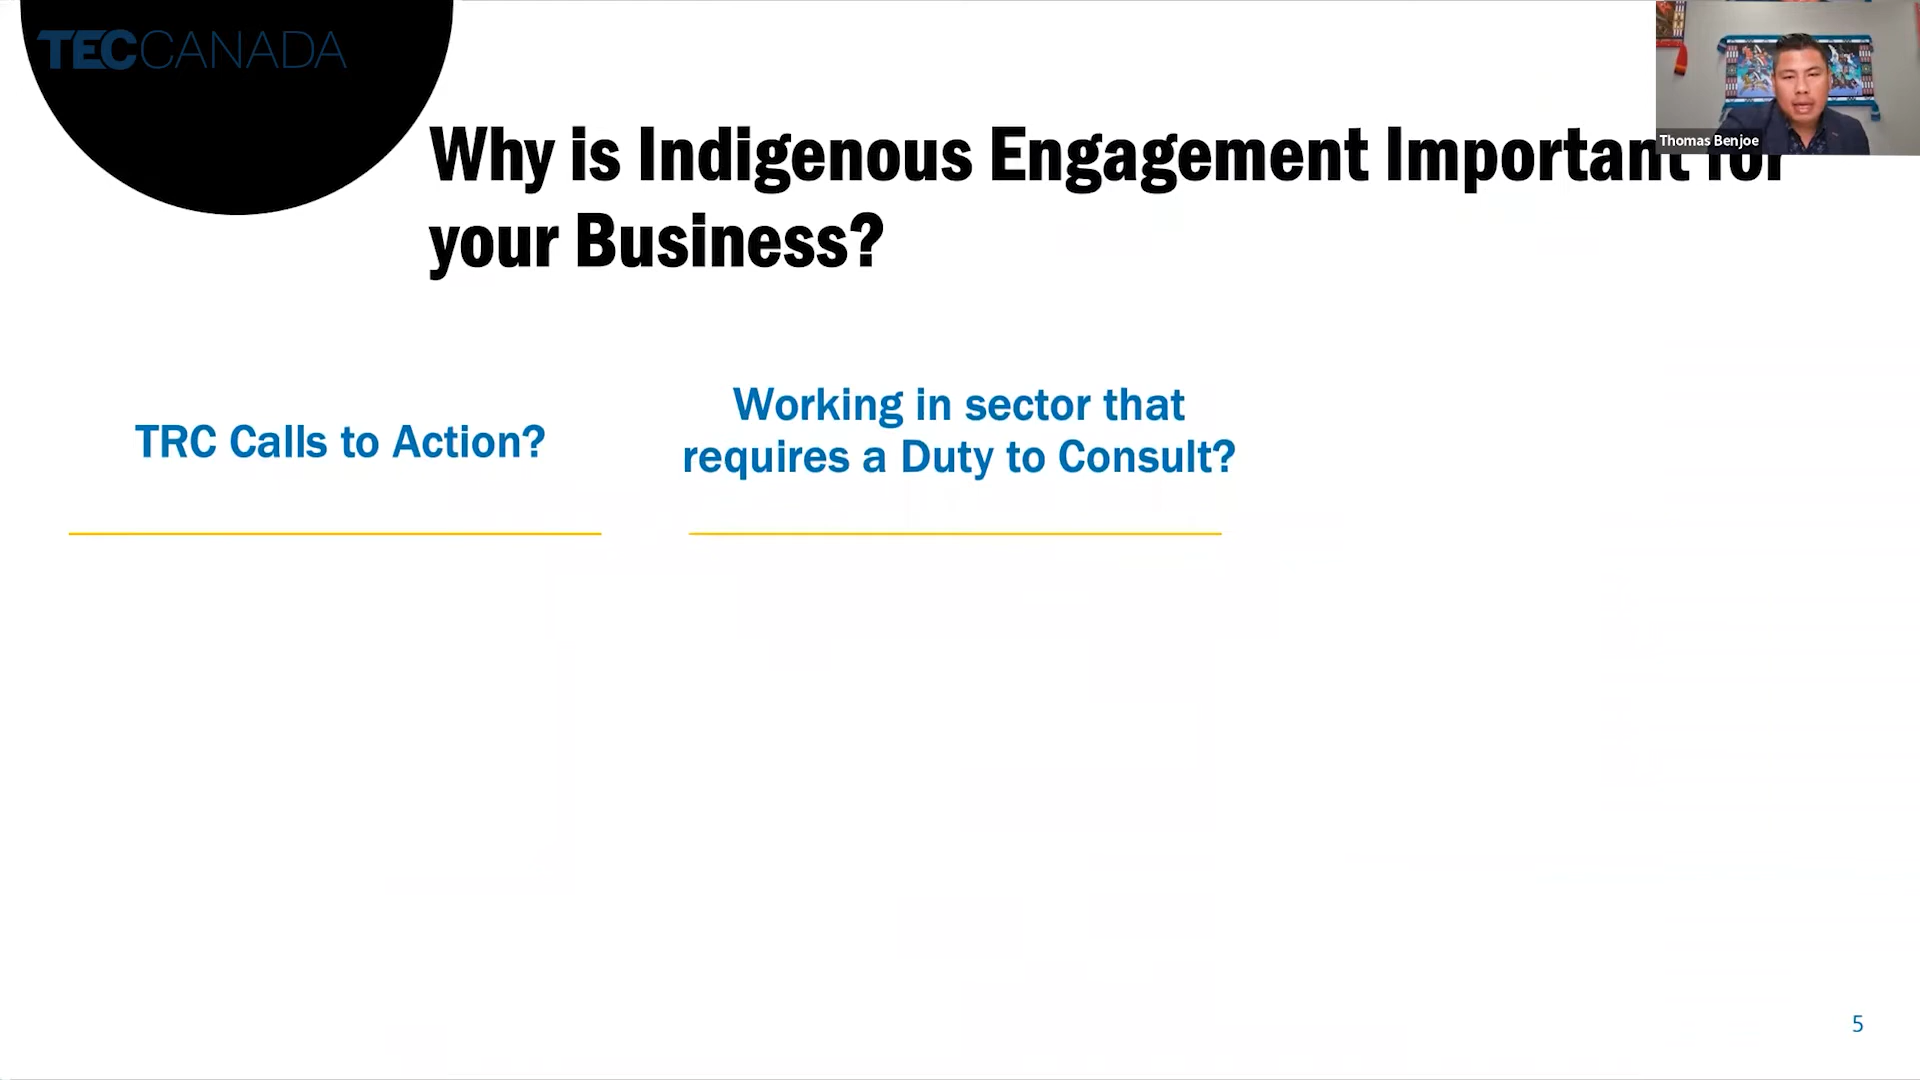 TECCANADA
Thomas Benjoe
Why is Indigenous Engagement Important for
your Business?
TRC Calls to Action?
Working in sector that
requires a Duty to Consult?
5